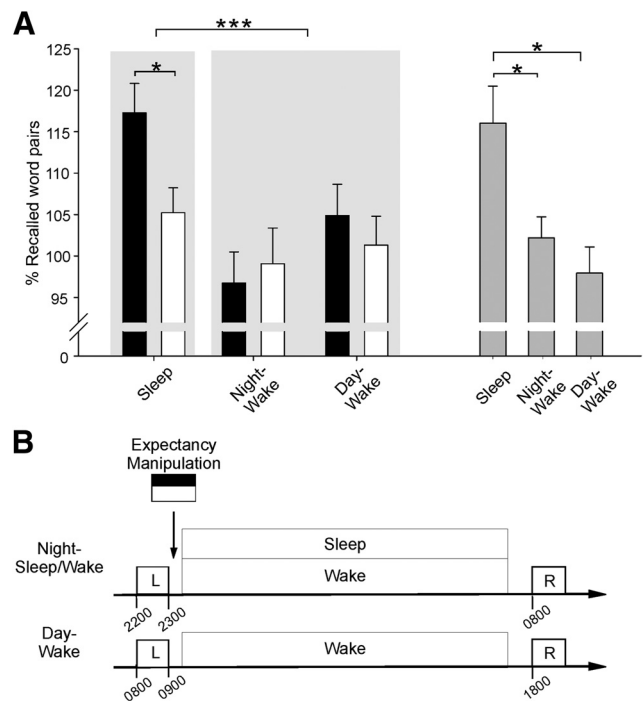 A
***
125
120
115
110
105
100
95
0
% Recalled word pairs
*
*
*
Sleep
Night-
Wake
Day-
Wake
Sleep
Night-
Wake
Day-
Wake
B
Expectancy
Manipulation
Night-
Sleep/Wake
Sleep
L
Wake
R
2200
2300
0800
Day-
Wake
L
Wake
R
0800
0900
1800